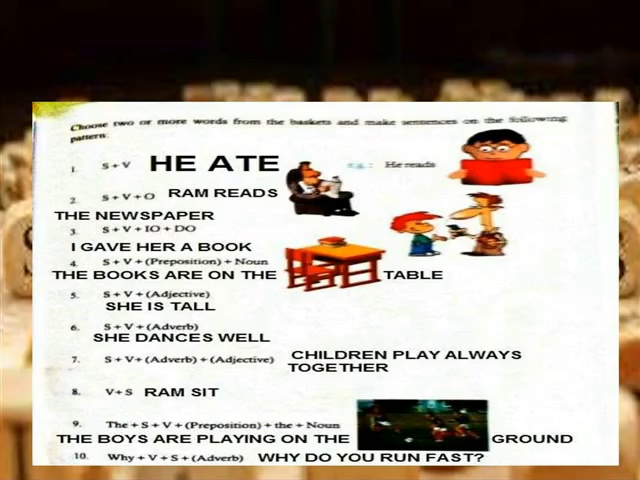 Choose two or more words from the baskets and make sentences on the following
pattern:
1. S + V HE ATE e.g. : He reads
2. S + V + O RAM READS
THE NEWSPAPER
3. S + V + IO + DO
I GAVE HER A BOOK
4. S + V + (Preposition) + Noun
THE BOOKS ARE ON THE TABLE
5. S + V + (Adjective)
SHE IS TALL
6. S + V + (Adverb)
SHE DANCES WELL
7. S + V + (Adverb) + (Adjective) CHILDREN PLAY ALWAYS
TOGETHER
8. V + S RAM SIT
9. The + S + V + (Preposition) + the + Noun
THE BOYS ARE PLAYING ON THE GROUND
10. Why + V + S + (Adverb) WHY DO YOU RUN FAST?